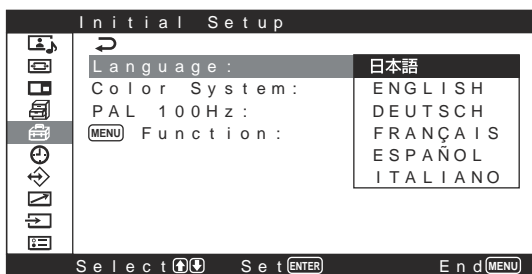 Initial Setup
Language: 日本語
Color System: ENGLISH
PAL 100Hz: DEUTSCH
MENU Function: FRANÇAIS
ESPAÑOL
ITALIANO
Select Set ENTER End MENU